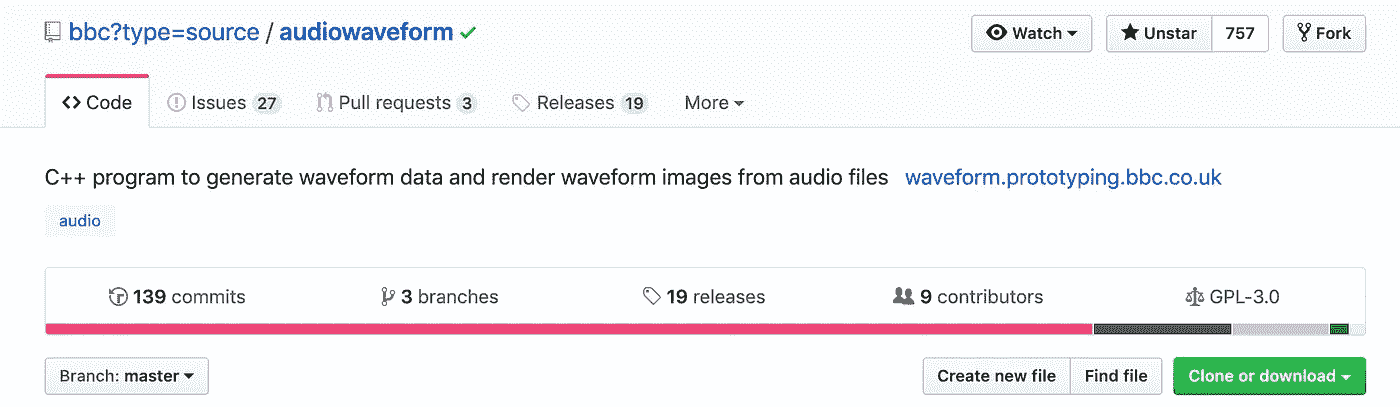 bbc?type=source / audiowaveform Watch Unstar 757 Fork
Code Issues 27 Pull requests 3 Releases 19 More
C++ program to generate waveform data and render waveform images from audio files waveform.prototyping.bbc.co.uk
audio
139 commits 3 branches 19 releases 9 contributors GPL-3.0
Branch: master Create new file Find file Clone or download